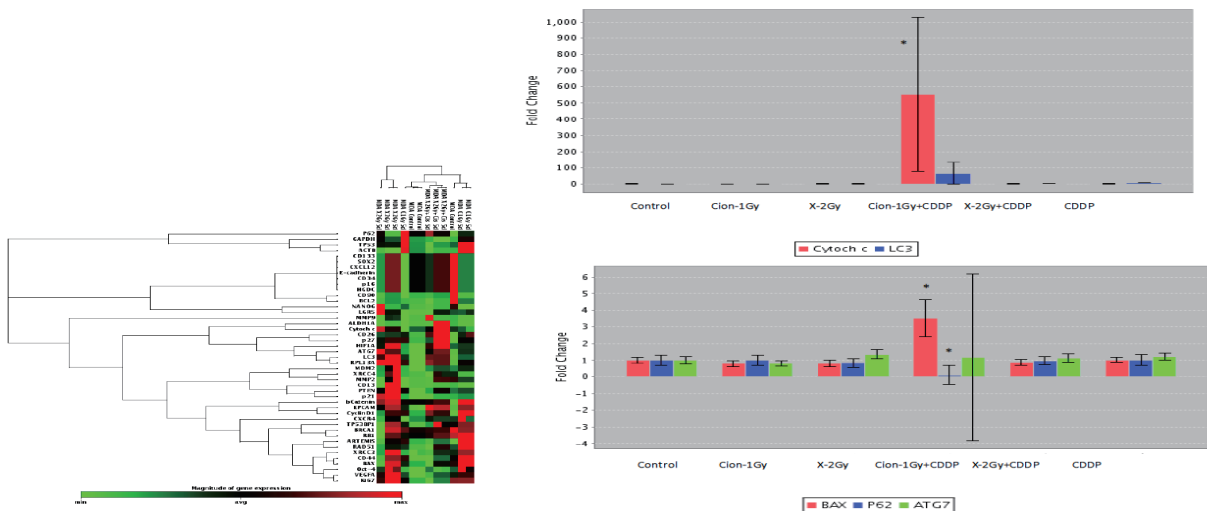 P62
GAPDH
TP53
ACTB
CD133
SOX2
CXCL12
E-cadherin
CD34
p16
CD90
BCL2
NANOG
LGR5
MMP9
ALDH1A
Cytoch c
CD26
p27
HIF1A
ATG7
LC3
RPL13A
MDM2
XRCC4
MMP2
CD13
PTEN
p21
bCatenin
EPCAM
CyclinD1
CXCR4
TP53BP1
BRCA1
RB1
ARTEMIS
RAD51
XRCC3
CD44
BAX
Oct-4
VEGFA
Ki67
Magnitude of gene expression
min avg max
Fold Change
1,000
900
800
700
600
500
400
300
200
100
0
*
Control Cion-1Gy X-2Gy Cion-1Gy+CDDP X-2Gy+CDDP CDDP
Cytoch c LC3
Fold Change
6
5
4
3
2
1
0
-1
-2
-3
-4
*
*
Control Cion-1Gy X-2Gy Cion-1Gy+CDDP X-2Gy+CDDP CDDP
BAX P62 ATG7